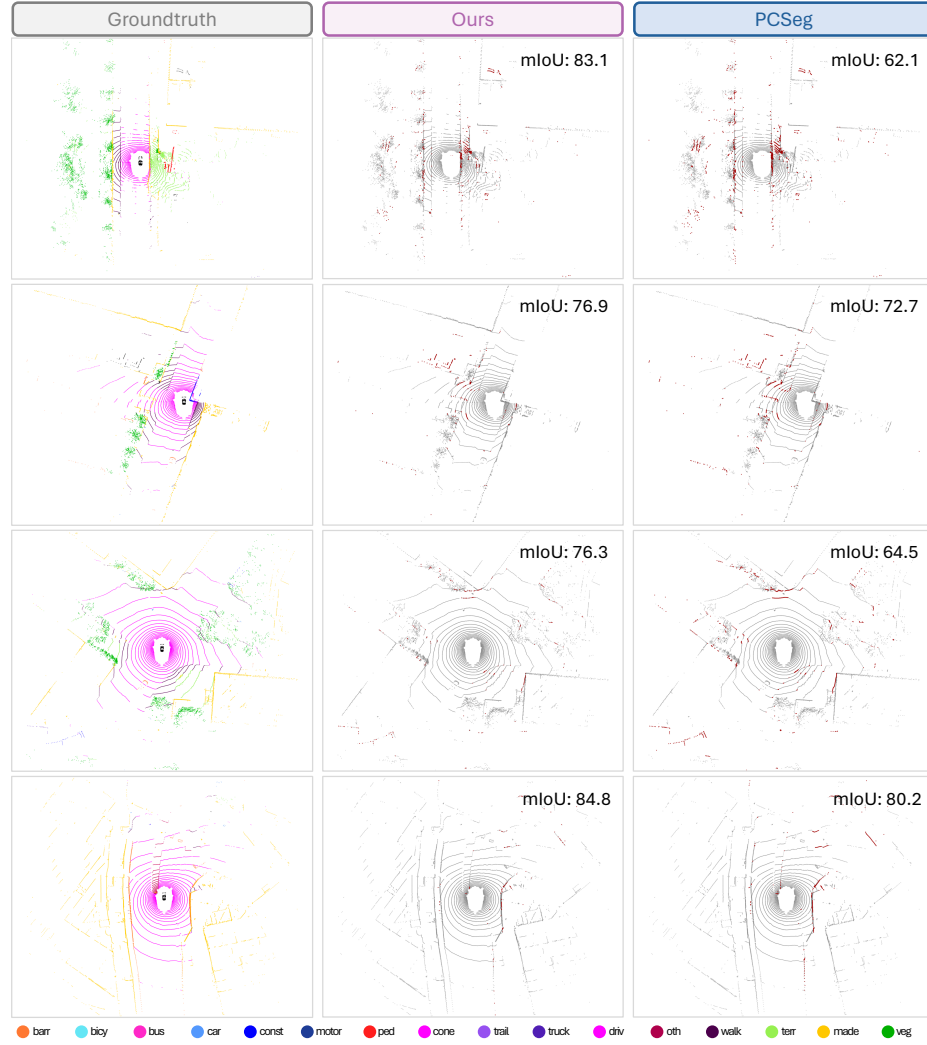 Groundtruth Ours PCSeg
mIoU: 83.1 mIoU: 62.1
mIoU: 76.9 mIoU: 72.7
mIoU: 76.3 mIoU: 64.5
mIoU: 84.8 mIoU: 80.2
barr bicy bus car const motor ped cone trail truck driv oth walk terr made veg